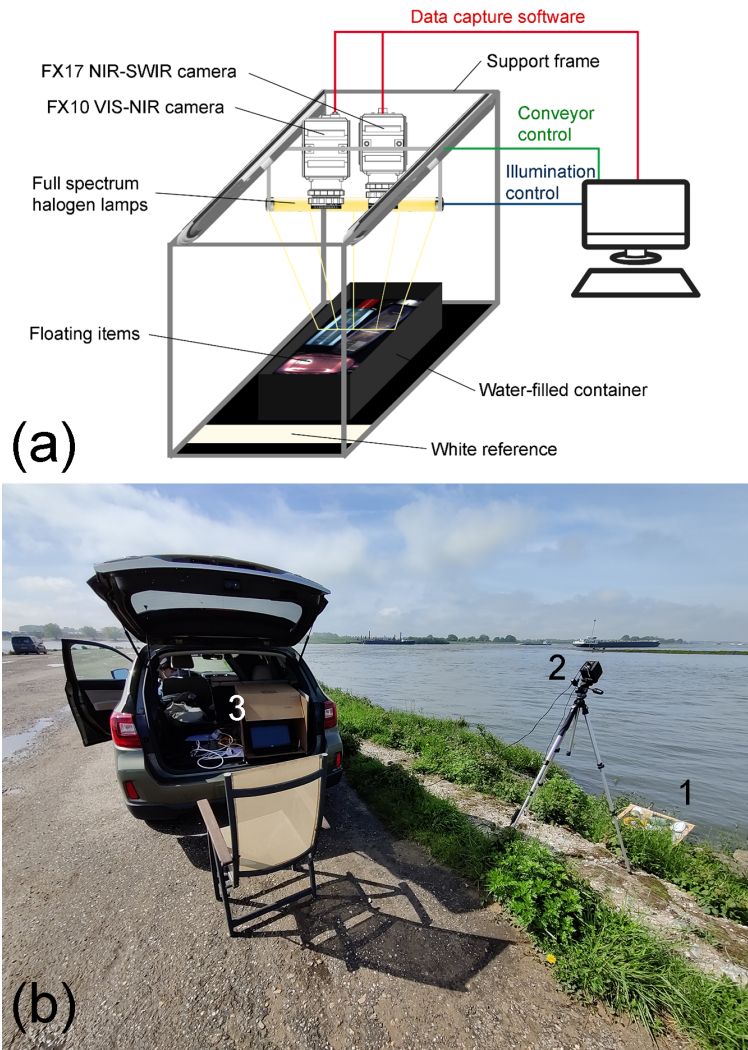 Data capture software
FX17 NIR-SWIR camera
Support frame
FX10 VIS-NIR camera
Conveyor
control
Full spectrum
halogen lamps
Illumination
control
Floating items
Water-filled container
(a)
White reference
2
3
1
(b)